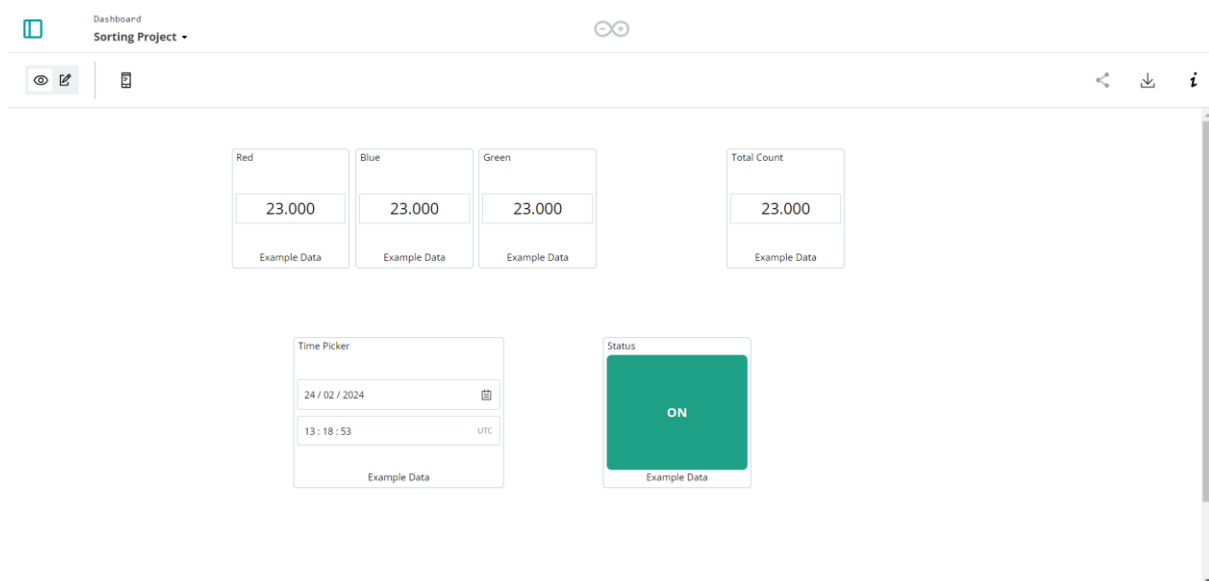 Dashboard
Sorting Project
Red
Blue
Green
Total Count
23.000
23.000
23.000
23.000
Example Data
Example Data
Example Data
Example Data
Time Picker
Status
24 / 02 / 2024
13 : 18 : 53
UTC
ON
Example Data
Example Data